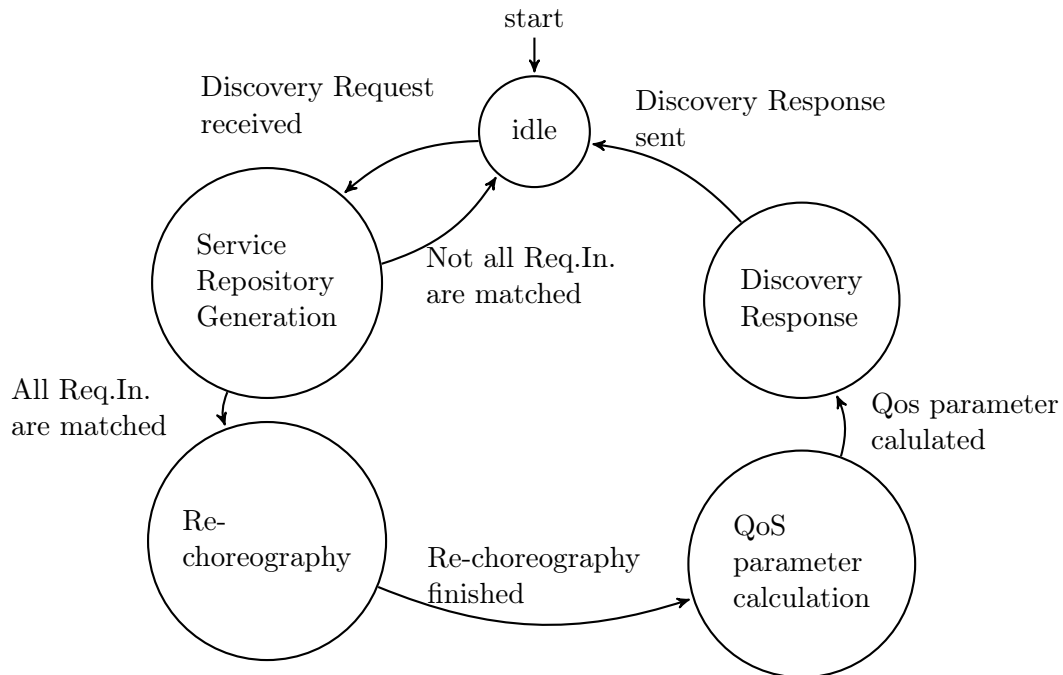 start
Discovery Request
received
idle
Discovery Response
sent
Service
Repository
Generation
Not all Req.In.
are matched
Discovery
Response
All Req.In.
are matched
Qos parameter
calulated
Re-
choreography
Re-choreography
finished
QoS
parameter
calculation